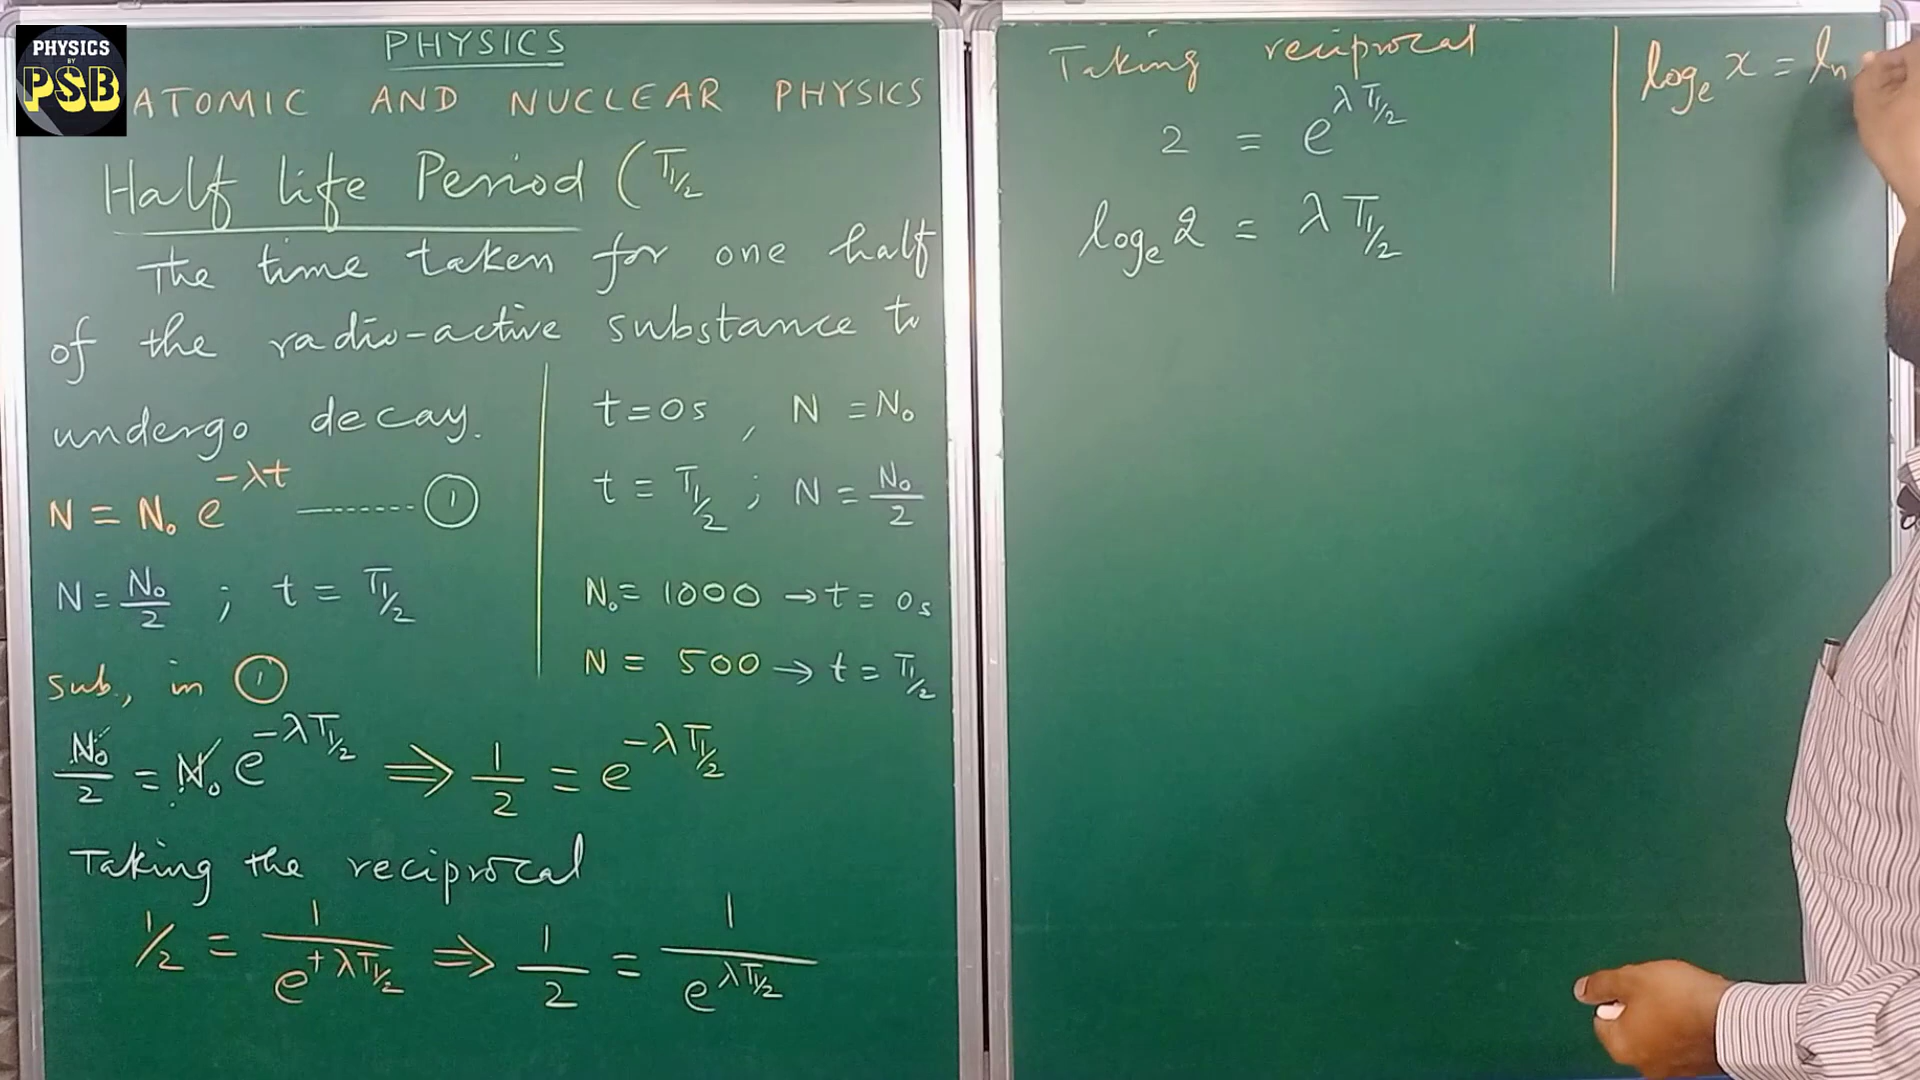 PHYSICS
BY
PSB
PHYSICS
ATOMIC AND NUCLEAR PHYSICS
Half life Period (T1/2
The time taken for one half
of the radio-active substance to
undergo decay.
N = N₀ e^-λt -------- ①
N = N₀/2 ; t = T1/2
sub., in ①
N₀/2 = N₀ e^-λT1/2 ⇒ 1/2 = e^-λT1/2
Taking the reciprocal
1/2 = 1/e^+λT1/2 ⇒ 1/2 = 1/e^λT1/2
t = 0s , N = N₀
t = T1/2 ; N = N₀/2
N₀ = 1000 → t = 0s
N = 500 → t = T1/2
Taking reciprocal
2 = e^λT1/2
logₑ 2 = λ T1/2
logₑ x = ln